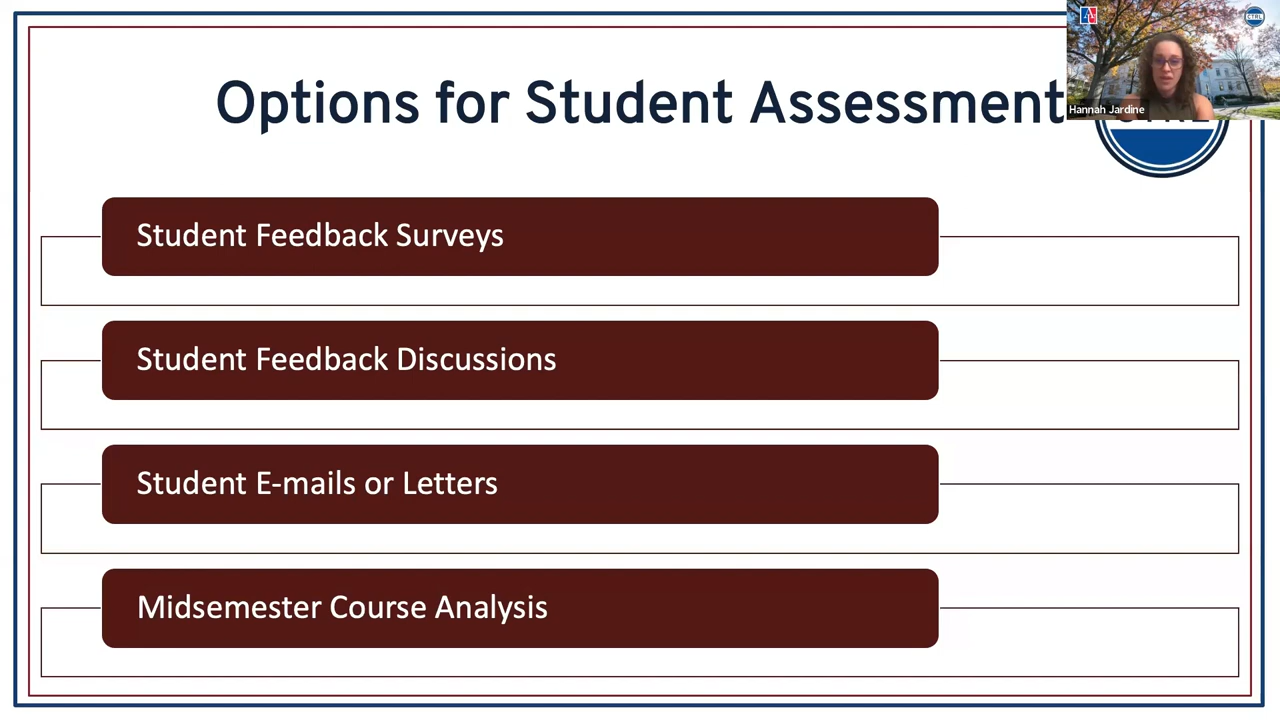 Options for Student Assessment
CTRL
Hannah Jardine
Student Feedback Surveys
Student Feedback Discussions
Student E-mails or Letters
Midsemester Course Analysis